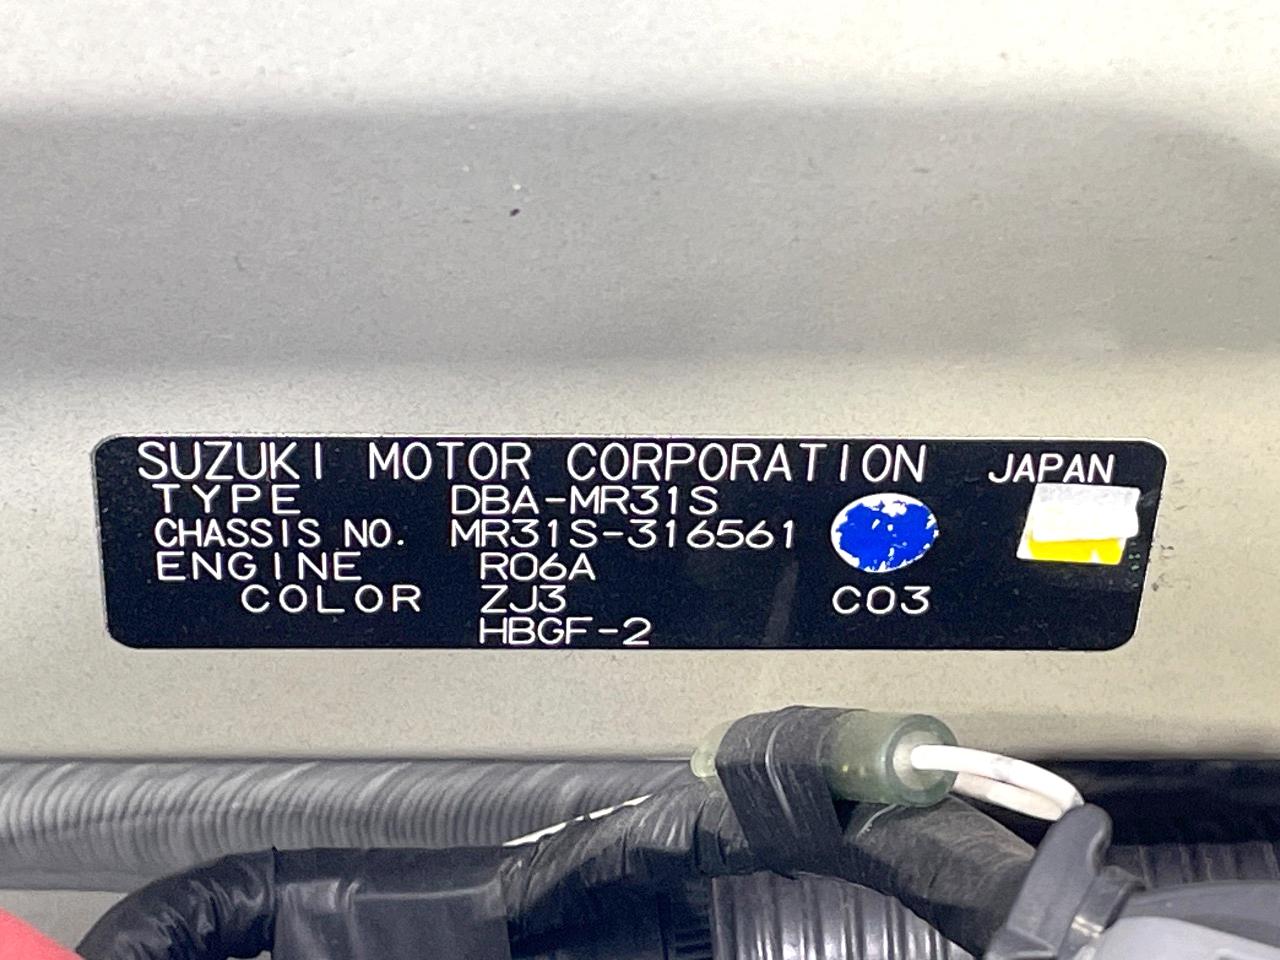 SUZUKI MOTOR CORPORATION JAPAN
TYPE DBA-MR31S
CHASSIS NO. MR31S-316561
ENGINE R06A
COLOR ZJ3 C03
HBGF-2